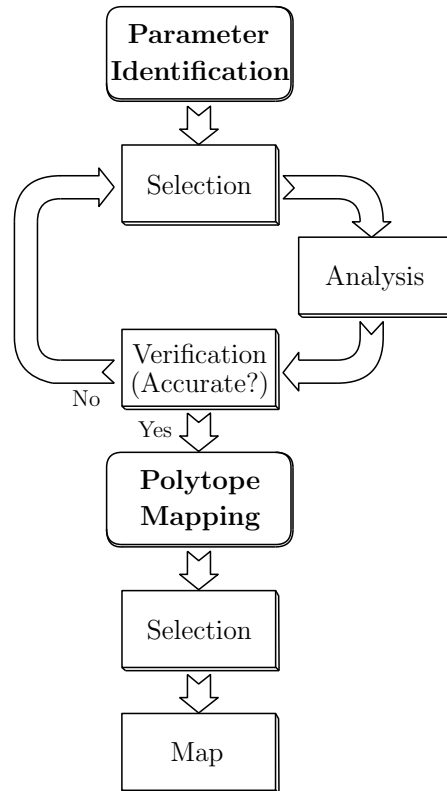 Parameter
Identification
Selection
Analysis
Verification
(Accurate?)
No
Yes
Polytope
Mapping
Selection
Map